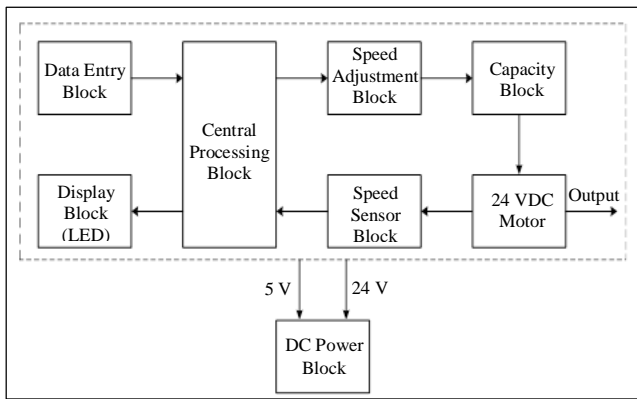 Data Entry
Block
Central
Processing
Block
Speed
Adjustment
Block
Capacity
Block
Display
Block
(LED)
Speed
Sensor
Block
24 VDC
Motor
Output
5 V
24 V
DC Power
Block